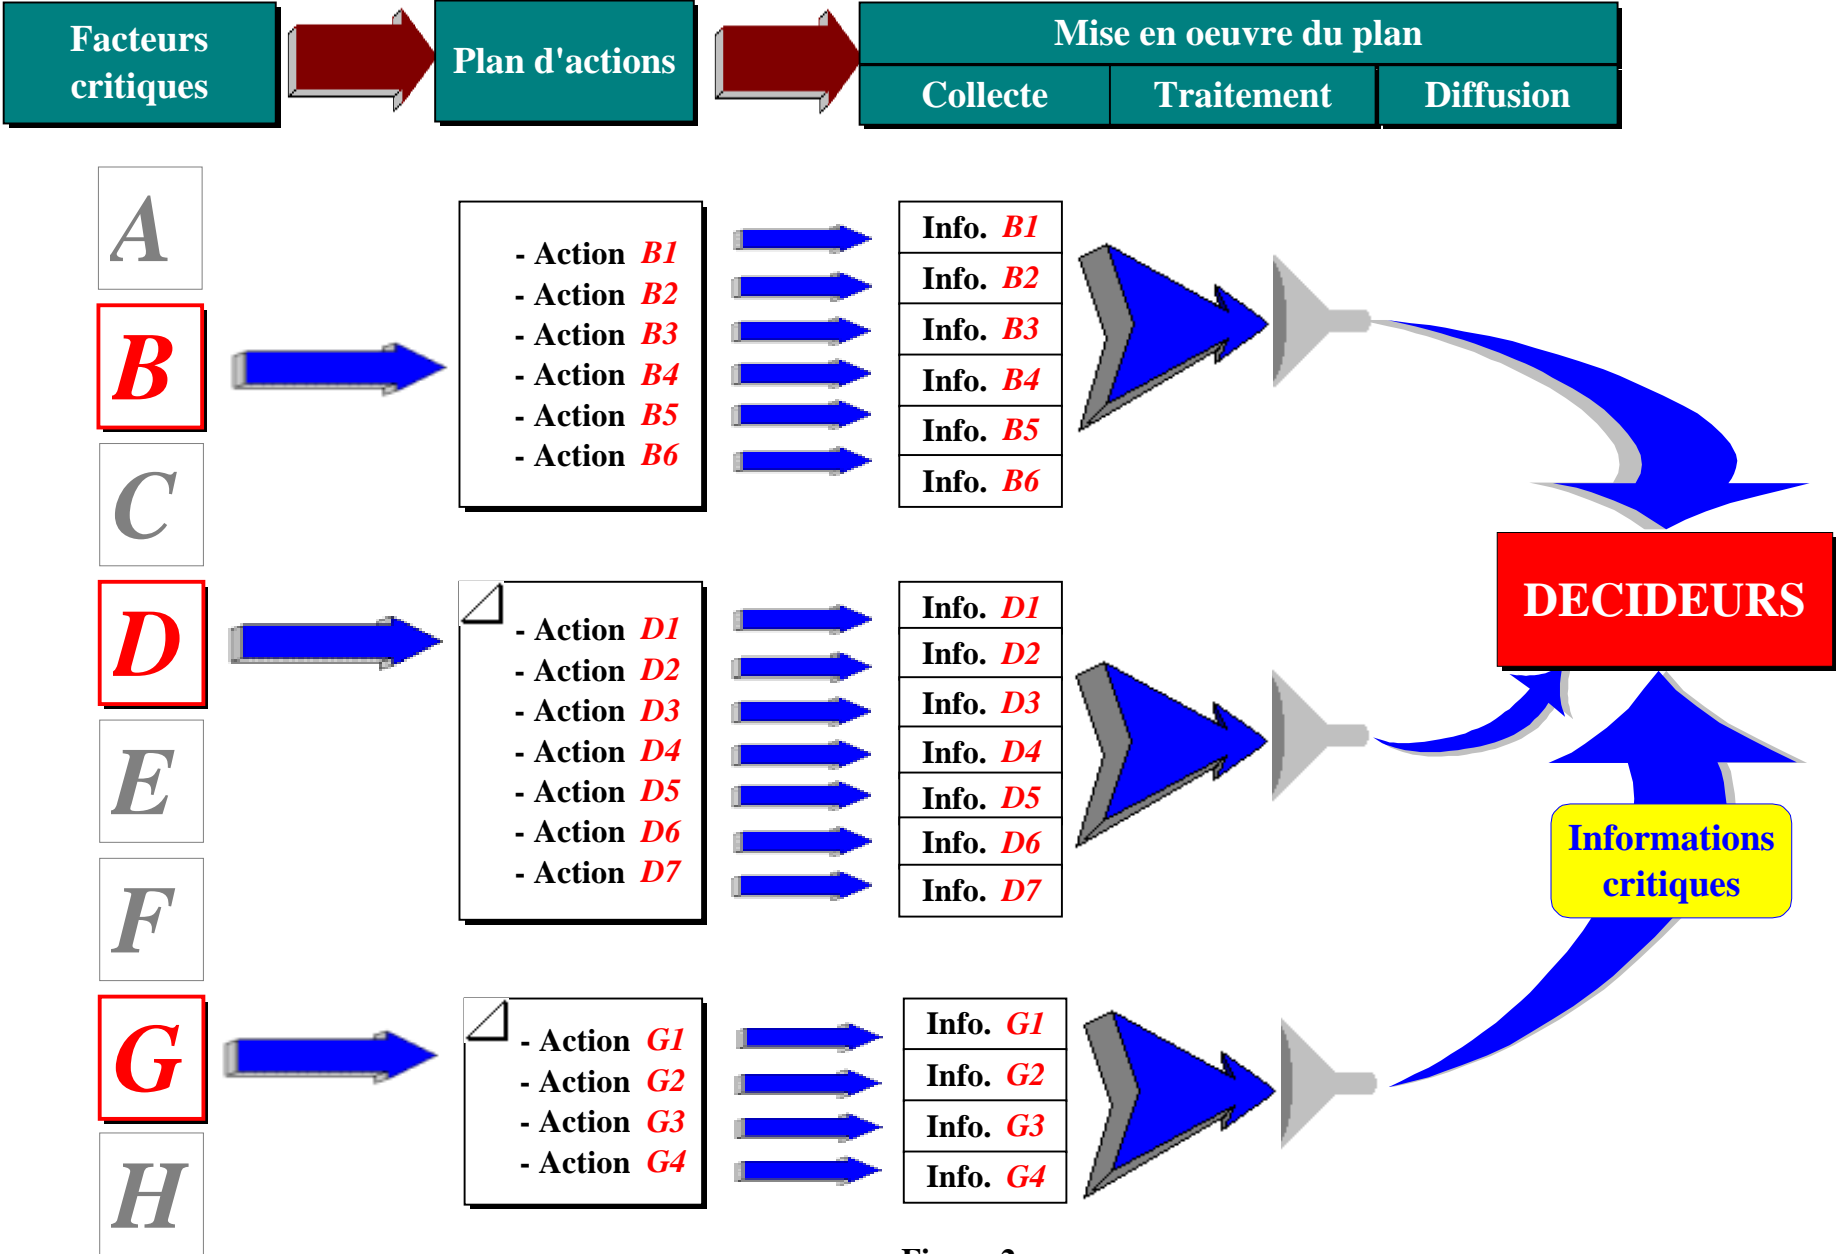 Facteurs
critiques
Plan d'actions
Mise en oeuvre du plan
Collecte
Traitement
Diffusion
A
B
C
D
E
F
G
H
- Action B1
- Action B2
- Action B3
- Action B4
- Action B5
- Action B6
Info. B1
Info. B2
Info. B3
Info. B4
Info. B5
Info. B6
- Action D1
- Action D2
- Action D3
- Action D4
- Action D5
- Action D6
- Action D7
Info. D1
Info. D2
Info. D3
Info. D4
Info. D5
Info. D6
Info. D7
- Action G1
- Action G2
- Action G3
- Action G4
Info. G1
Info. G2
Info. G3
Info. G4
DECIDEURS
Informations
critiques